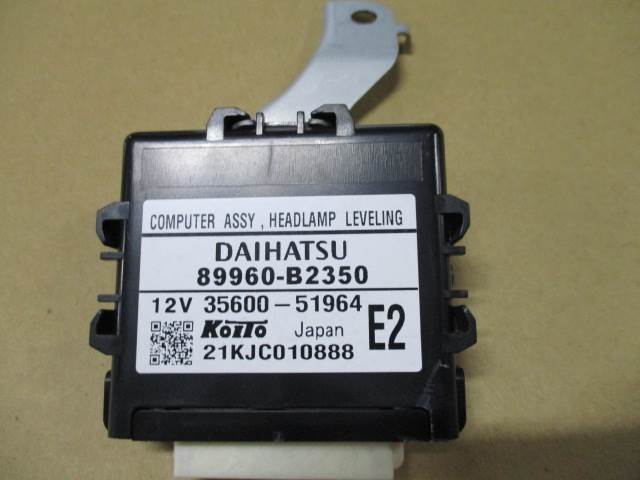 COMPUTER ASSY , HEADLAMP LEVELING
DAIHATSU
89960-B2350
12V 35600-51964
KOITO Japan E2
21KJC010888